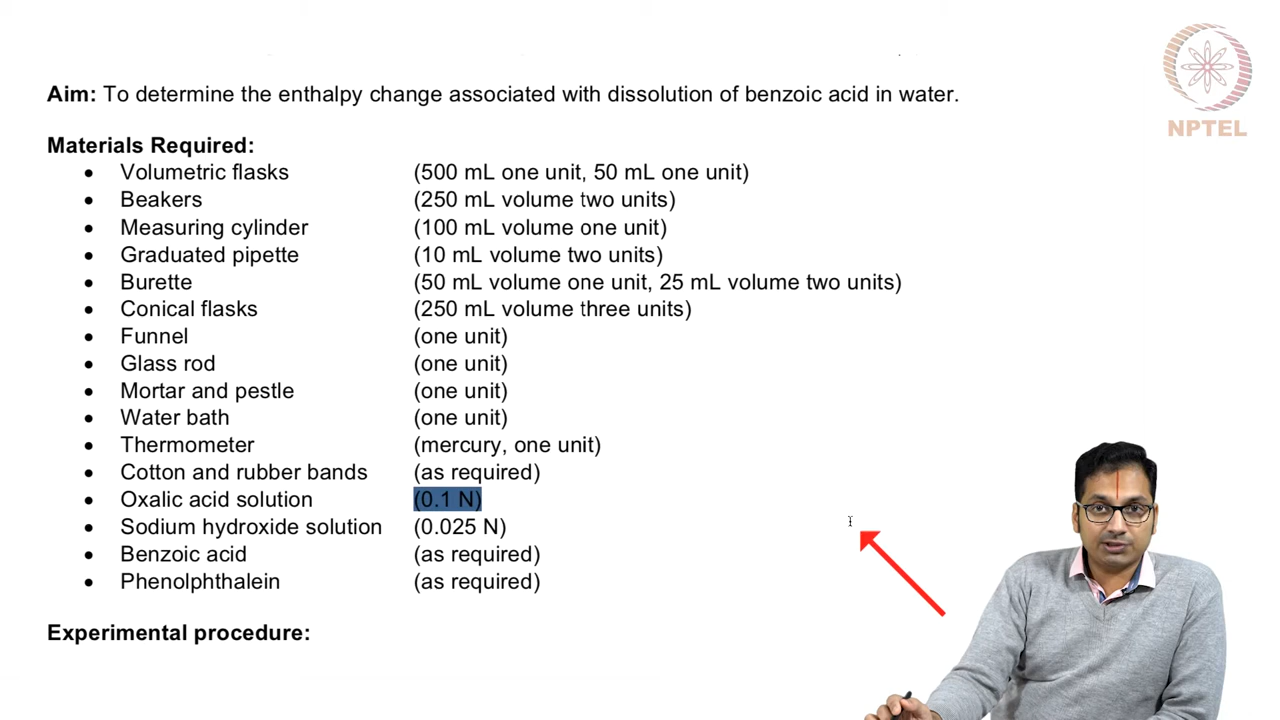 NPTEL
Aim: To determine the enthalpy change associated with dissolution of benzoic acid in water.
Materials Required:
• Volumetric flasks (500 mL one unit, 50 mL one unit)
• Beakers (250 mL volume two units)
• Measuring cylinder (100 mL volume one unit)
• Graduated pipette (10 mL volume two units)
• Burette (50 mL volume one unit, 25 mL volume two units)
• Conical flasks (250 mL volume three units)
• Funnel (one unit)
• Glass rod (one unit)
• Mortar and pestle (one unit)
• Water bath (one unit)
• Thermometer (mercury, one unit)
• Cotton and rubber bands (as required)
• Oxalic acid solution (0.1 N)
• Sodium hydroxide solution (0.025 N)
• Benzoic acid (as required)
• Phenolphthalein (as required)
Experimental procedure: